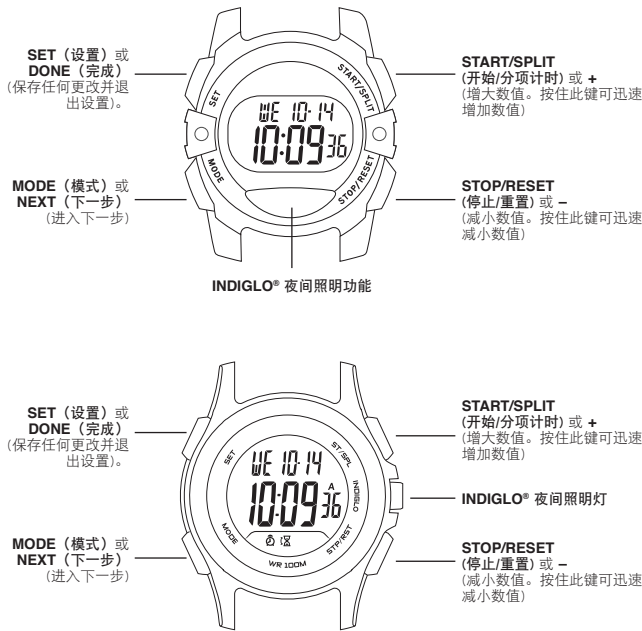 SET（设置）或
DONE（完成）
(保存任何更改并退
出设置)。
MODE（模式）或
NEXT（下一步）
(进入下一步)
SET
START/SPLIT
WE 10-14
10:09 36
MODE
STOP/RESET
START/SPLIT
(开始/分项计时) 或 +
(增大数值。按住此键可迅速
增加数值)
STOP/RESET
(停止/重置) 或 –
(减小数值。按住此键可迅速
减小数值)
INDIGLO® 夜间照明功能
SET（设置）或
DONE（完成）
(保存任何更改并退
出设置)。
MODE（模式）或
NEXT（下一步）
(进入下一步)
SET
ST/SPL
INDIGLO
WE 10-14
A
10:09 36
MODE
STP/RST
WR 100M
START/SPLIT
(开始/分项计时) 或 +
(增大数值。按住此键可迅速
增加数值)
INDIGLO® 夜间照明灯
STOP/RESET
(停止/重置) 或 –
(减小数值。按住此键可迅速
减小数值)